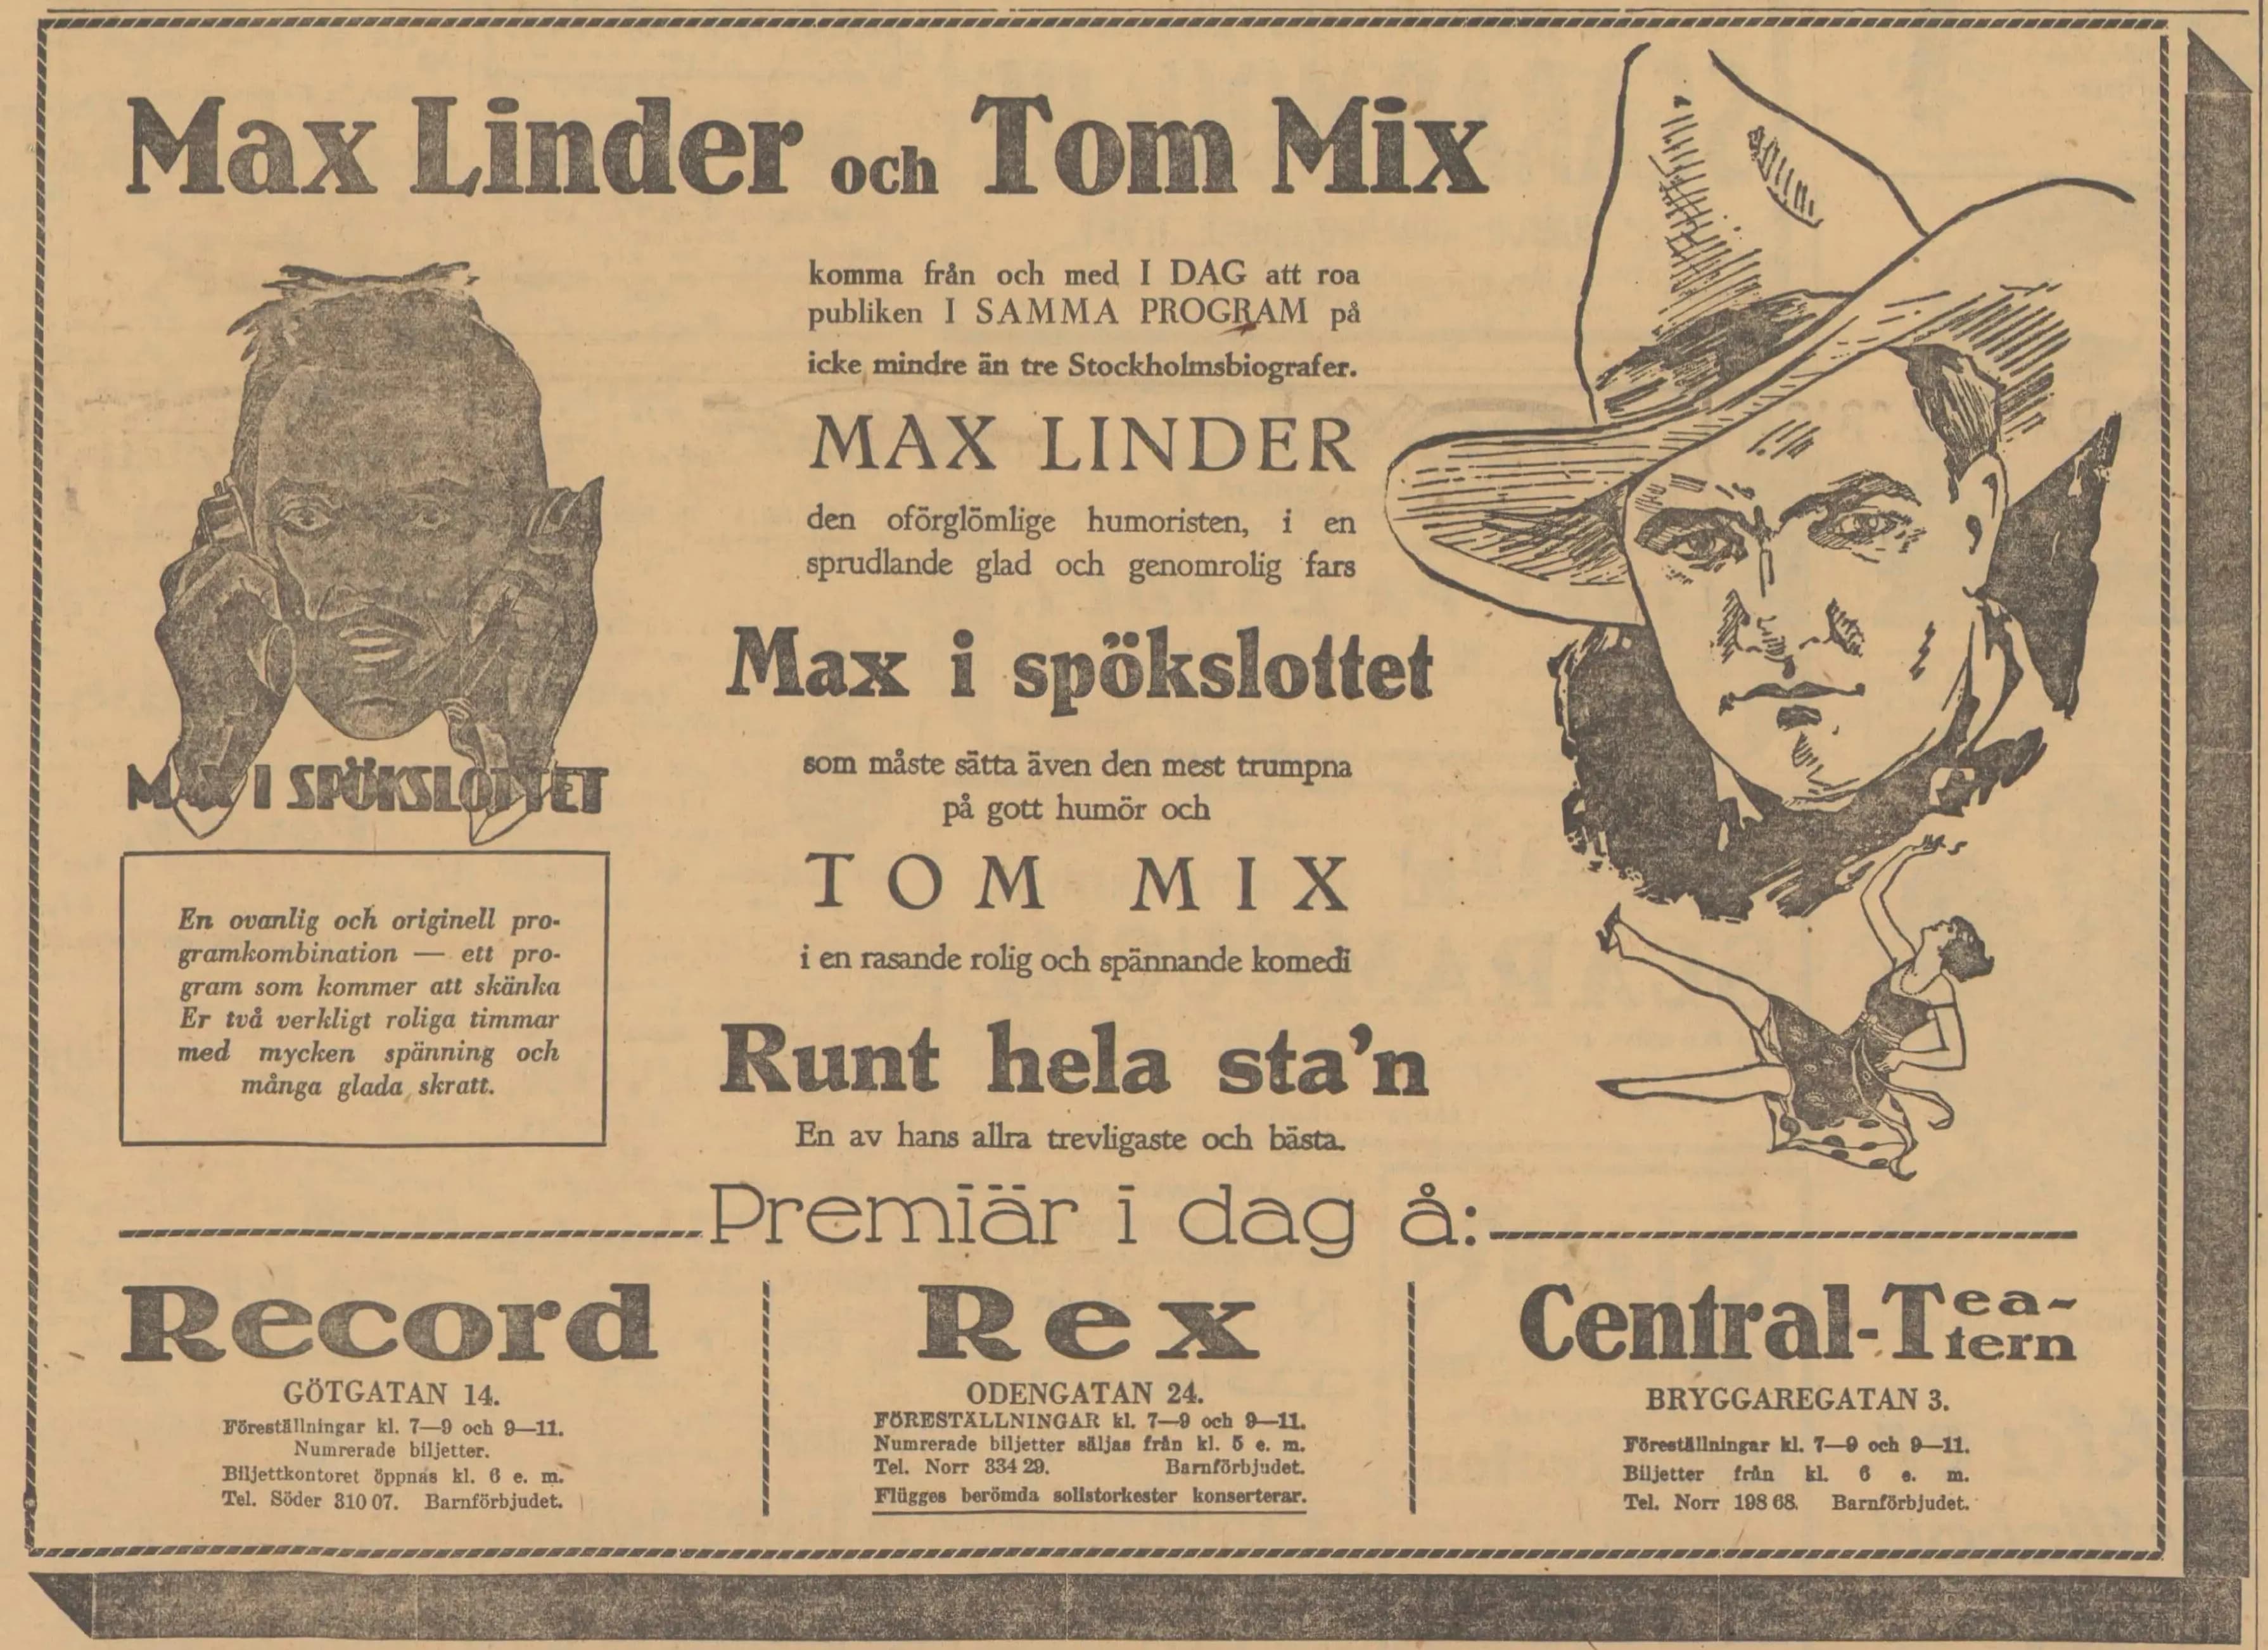 Max Linder och Tom Mix
komma från och med I DAG att roa
publiken I SAMMA PROGRAM på
icke mindre än tre Stockholmsbiografer.
MAX LINDER
den oförglömlige humoristen, i en
sprudlande glad och genomrolig fars
Max i spökslottet
som måste sätta även den mest trumpna
på gott humör och
TOM MIX
i en rasande rolig och spännande komedi
Runt hela sta'n
En av hans allra trevligaste och bästa.
MAX I SPÖKSLOTTET
En ovanlig och originell pro-
gramkombination — ett pro-
gram som kommer att skänka
Er två verkligt roliga timmar
med mycken spänning och
många glada skratt.
Premiär i dag å:
Record
GÖTGATAN 14.
Föreställningar kl. 7—9 och 9—11.
Numrerade biljetter.
Biljettkontoret öppnas kl. 6 e. m.
Tel. Söder 310 07. Barnförbjudet.
Rex
ODENGATAN 24.
FÖRESTÄLLNINGAR kl. 7—9 och 9—11.
Numrerade biljetter säljas från kl. 5 e. m.
Tel. Norr 334 29. Barnförbjudet.
Flügges berömda solistorkester konserterar.
Central-Tea-
tern
BRYGGAREGATAN 3.
Föreställningar kl. 7—9 och 9—11.
Biljetter från kl. 6 e. m.
Tel. Norr 198 68. Barnförbjudet.